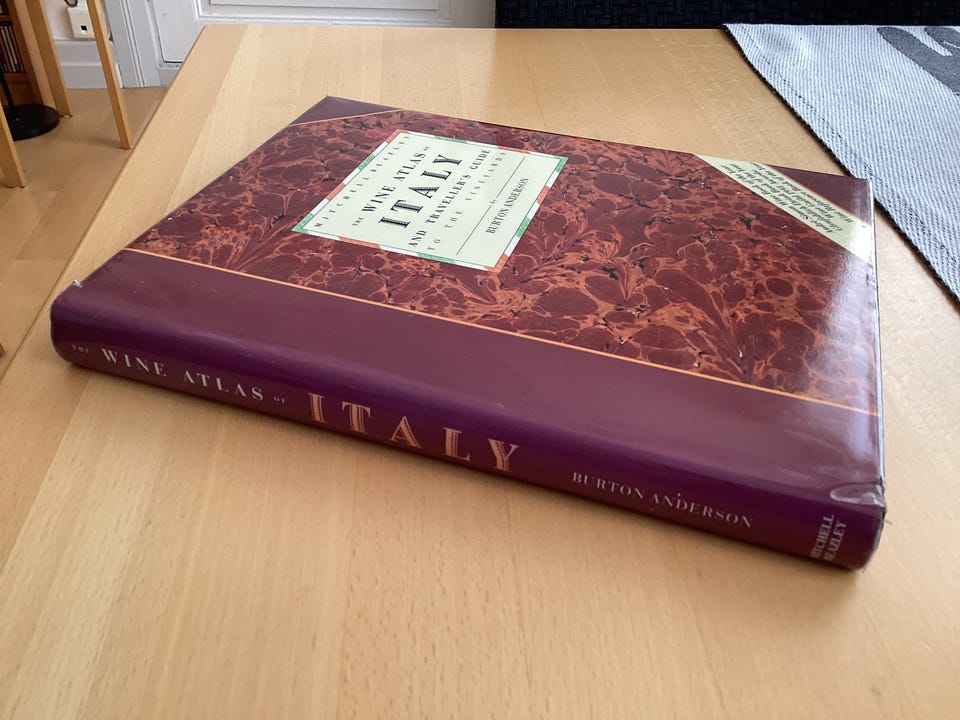 MITCHELL·BEAZLEY
THE WINE ATLAS OF
ITALY
AND TRAVELLER'S GUIDE
TO THE VINEYARDS
by
BURTON ANDERSON
THE WINE ATLAS OF ITALY
BURTON ANDERSON
MITCHELL
BEAZLEY